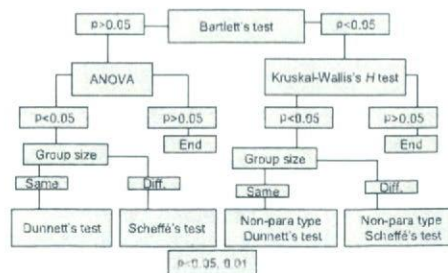 p>0.05 Bartlett's test p<0.05
ANOVA Kruskal-Wallis's H test
p<0.05 p>0.05 p<0.05 p>0.05
End End
Group size Group size
Same Diff. Same Diff.
Dunnett's test Scheffé's test Non-para type Dunnett's test Non-para type Scheffé's test
p<0.05, 0.01